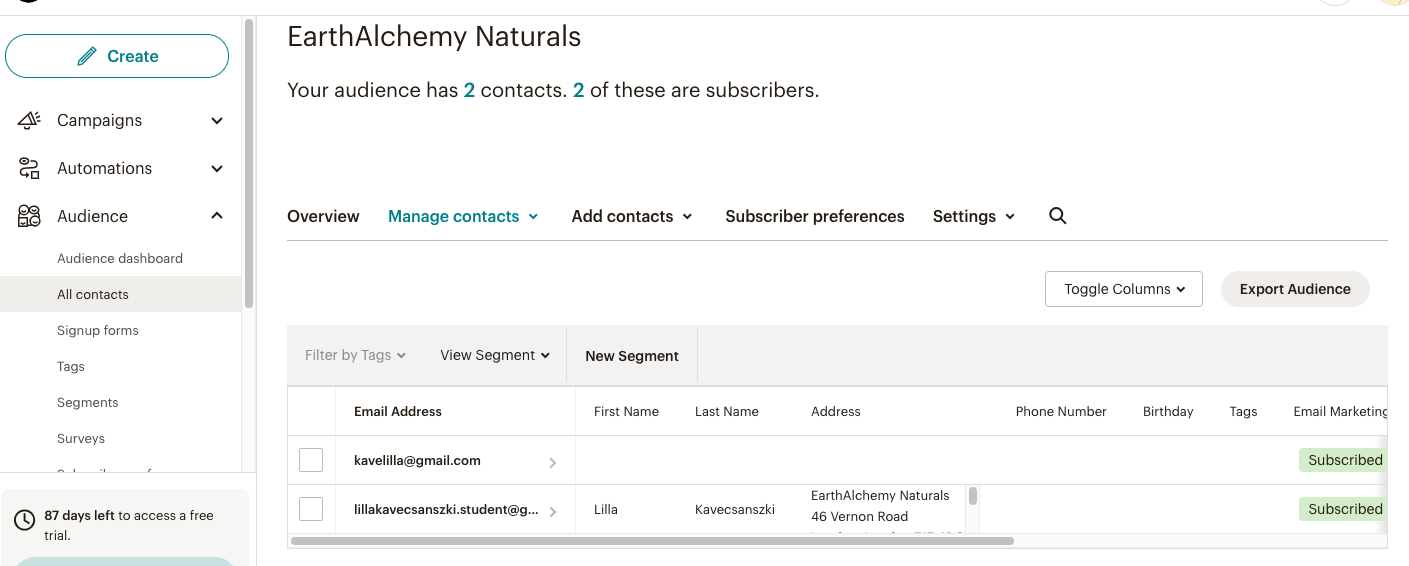 EarthAlchemy Naturals
Your audience has 2 contacts. 2 of these are subscribers.
Create
Campaigns
Automations
Audience
Audience dashboard
All contacts
Signup forms
Tags
Segments
Surveys
87 days left to access a free
trial.
Overview Manage contacts Add contacts Subscriber preferences Settings
Toggle Columns Export Audience
Filter by Tags View Segment New Segment
Email Address First Name Last Name Address Phone Number Birthday Tags Email Marketing
kavelilla@gmail.com Subscribed
lillakavecsanszki.student@g... Lilla Kavecsanszki EarthAlchemy Naturals Subscribed
46 Vernon Road